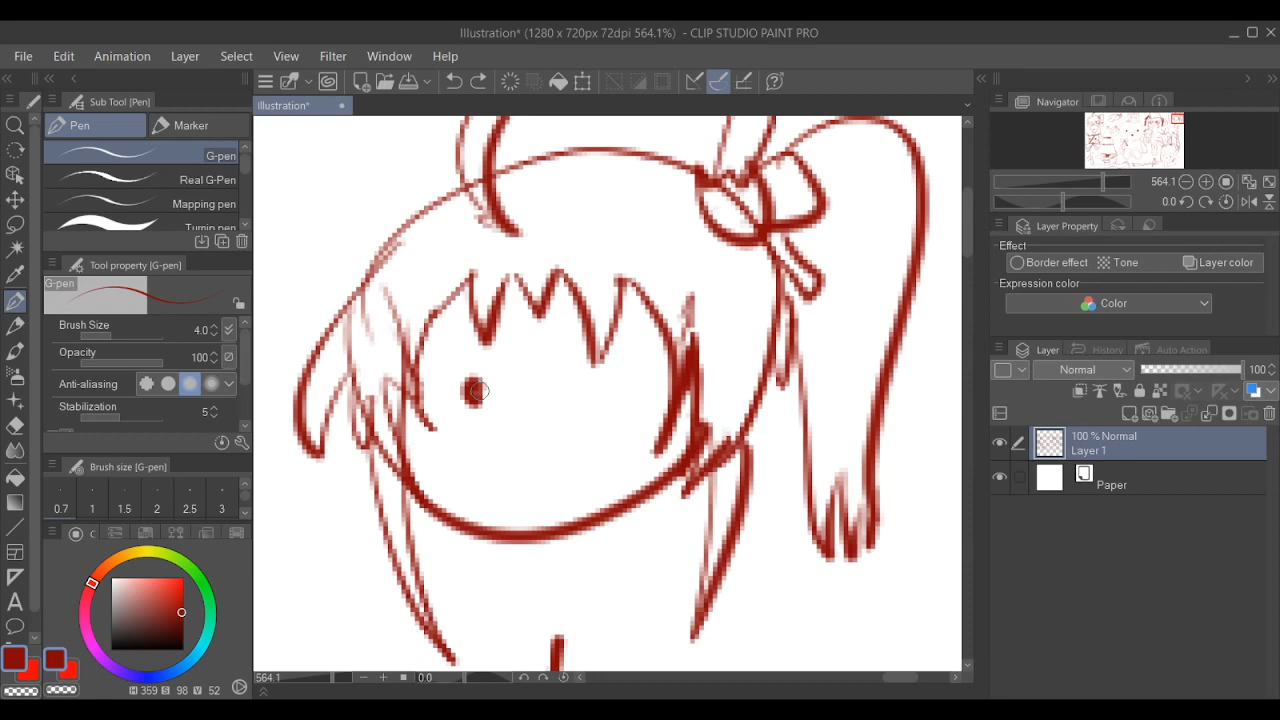 Illustration* (1280 x 720px 72dpi 564.1%) - CLIP STUDIO PAINT PRO
File Edit Animation Layer Select View Filter Window Help
Sub Tool [Pen]
Pen
Marker
G-pen
Real G-Pen
Mapping pen
Turnip pen
Tool property [G-pen]
G-pen
Brush Size 4.0
Opacity 100
Anti-aliasing
Stabilization 5
Brush size [G-pen]
0.7 1 1.5 2 2.5 3
C
H 359 S 98 V 52
Illustration*
564.1 0.0
Navigator
564.1
0.0
Layer Property
Effect
Border effect Tone Layer color
Expression color
Color
Layer History Auto Action
Normal 100
100 % Normal
Layer 1
Paper
A